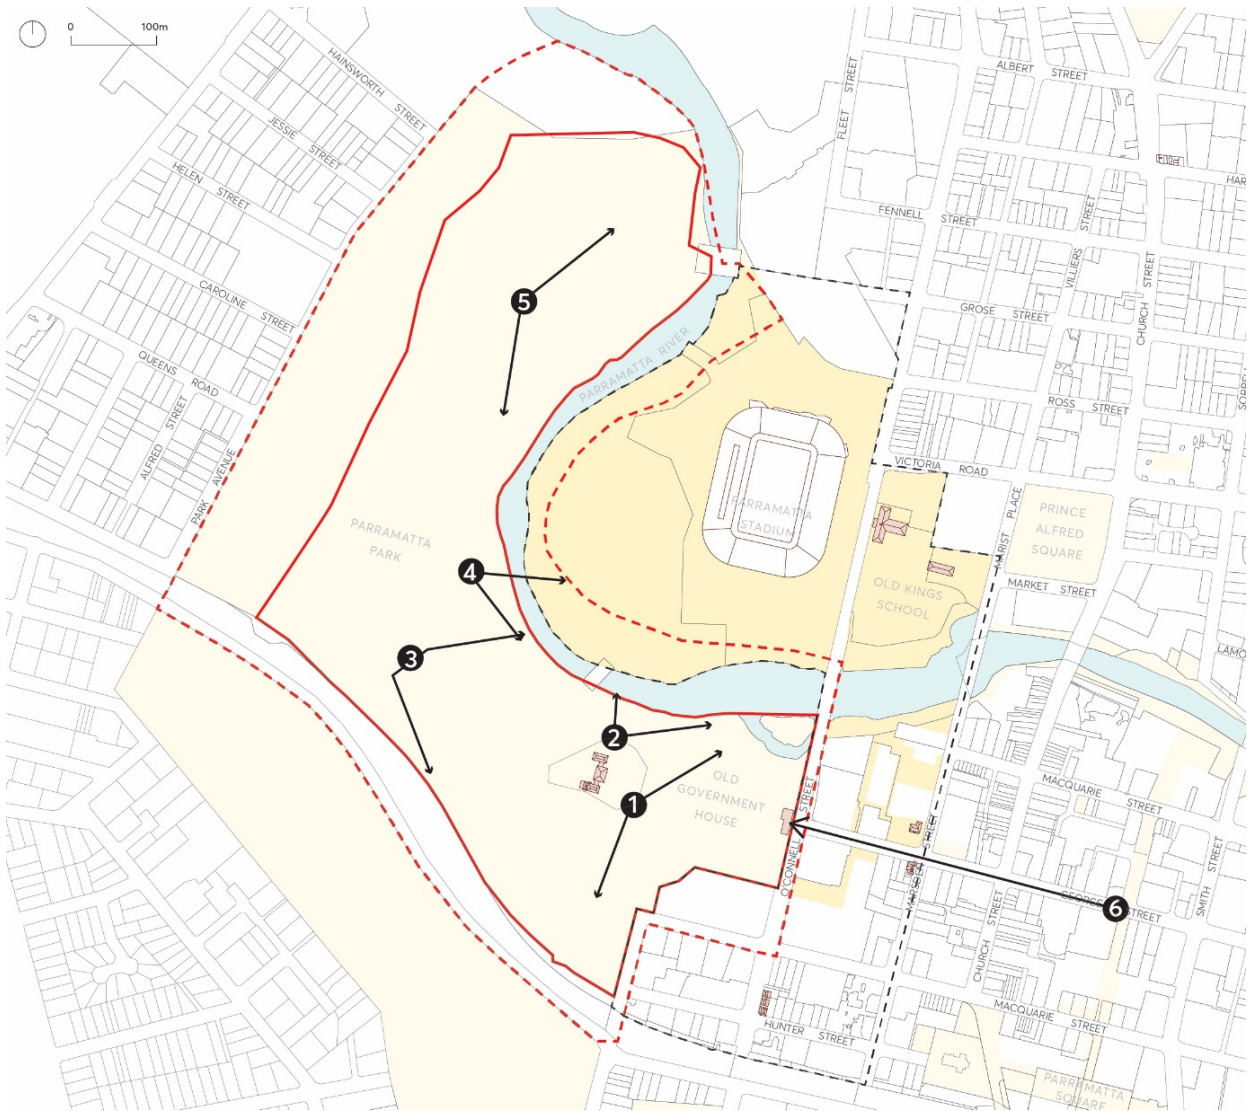 0
100m
HAINSWORTH STREET
JESSIE STREET
HELEN STREET
CAROLINE STREET
QUEENS ROAD
ALFRED STREET
PARK AVENUE
ALBERT STREET
FLEET STREET
FENNELL STREET
VILLIERS STREET
CHURCH STREET
GROSE STREET
ROSS STREET
VICTORIA ROAD
MARIST PLACE
PRINCE
ALFRED
SQUARE
MARKET STREET
5
PARRAMATTA RIVER
PARRAMATTA
STADIUM
PARRAMATTA
PARK
4
OLD KINGS
SCHOOL
3
2
1
OLD
GOVERNMENT
HOUSE
O'CONNELL STREET
MACQUARIE STREET
MARSDEN STREET
GEORGE STREET
6
SMITH STREET
CHURCH STREET
MACQUARIE STREET
HUNTER STREET
PARRAMATTA
SQUARE